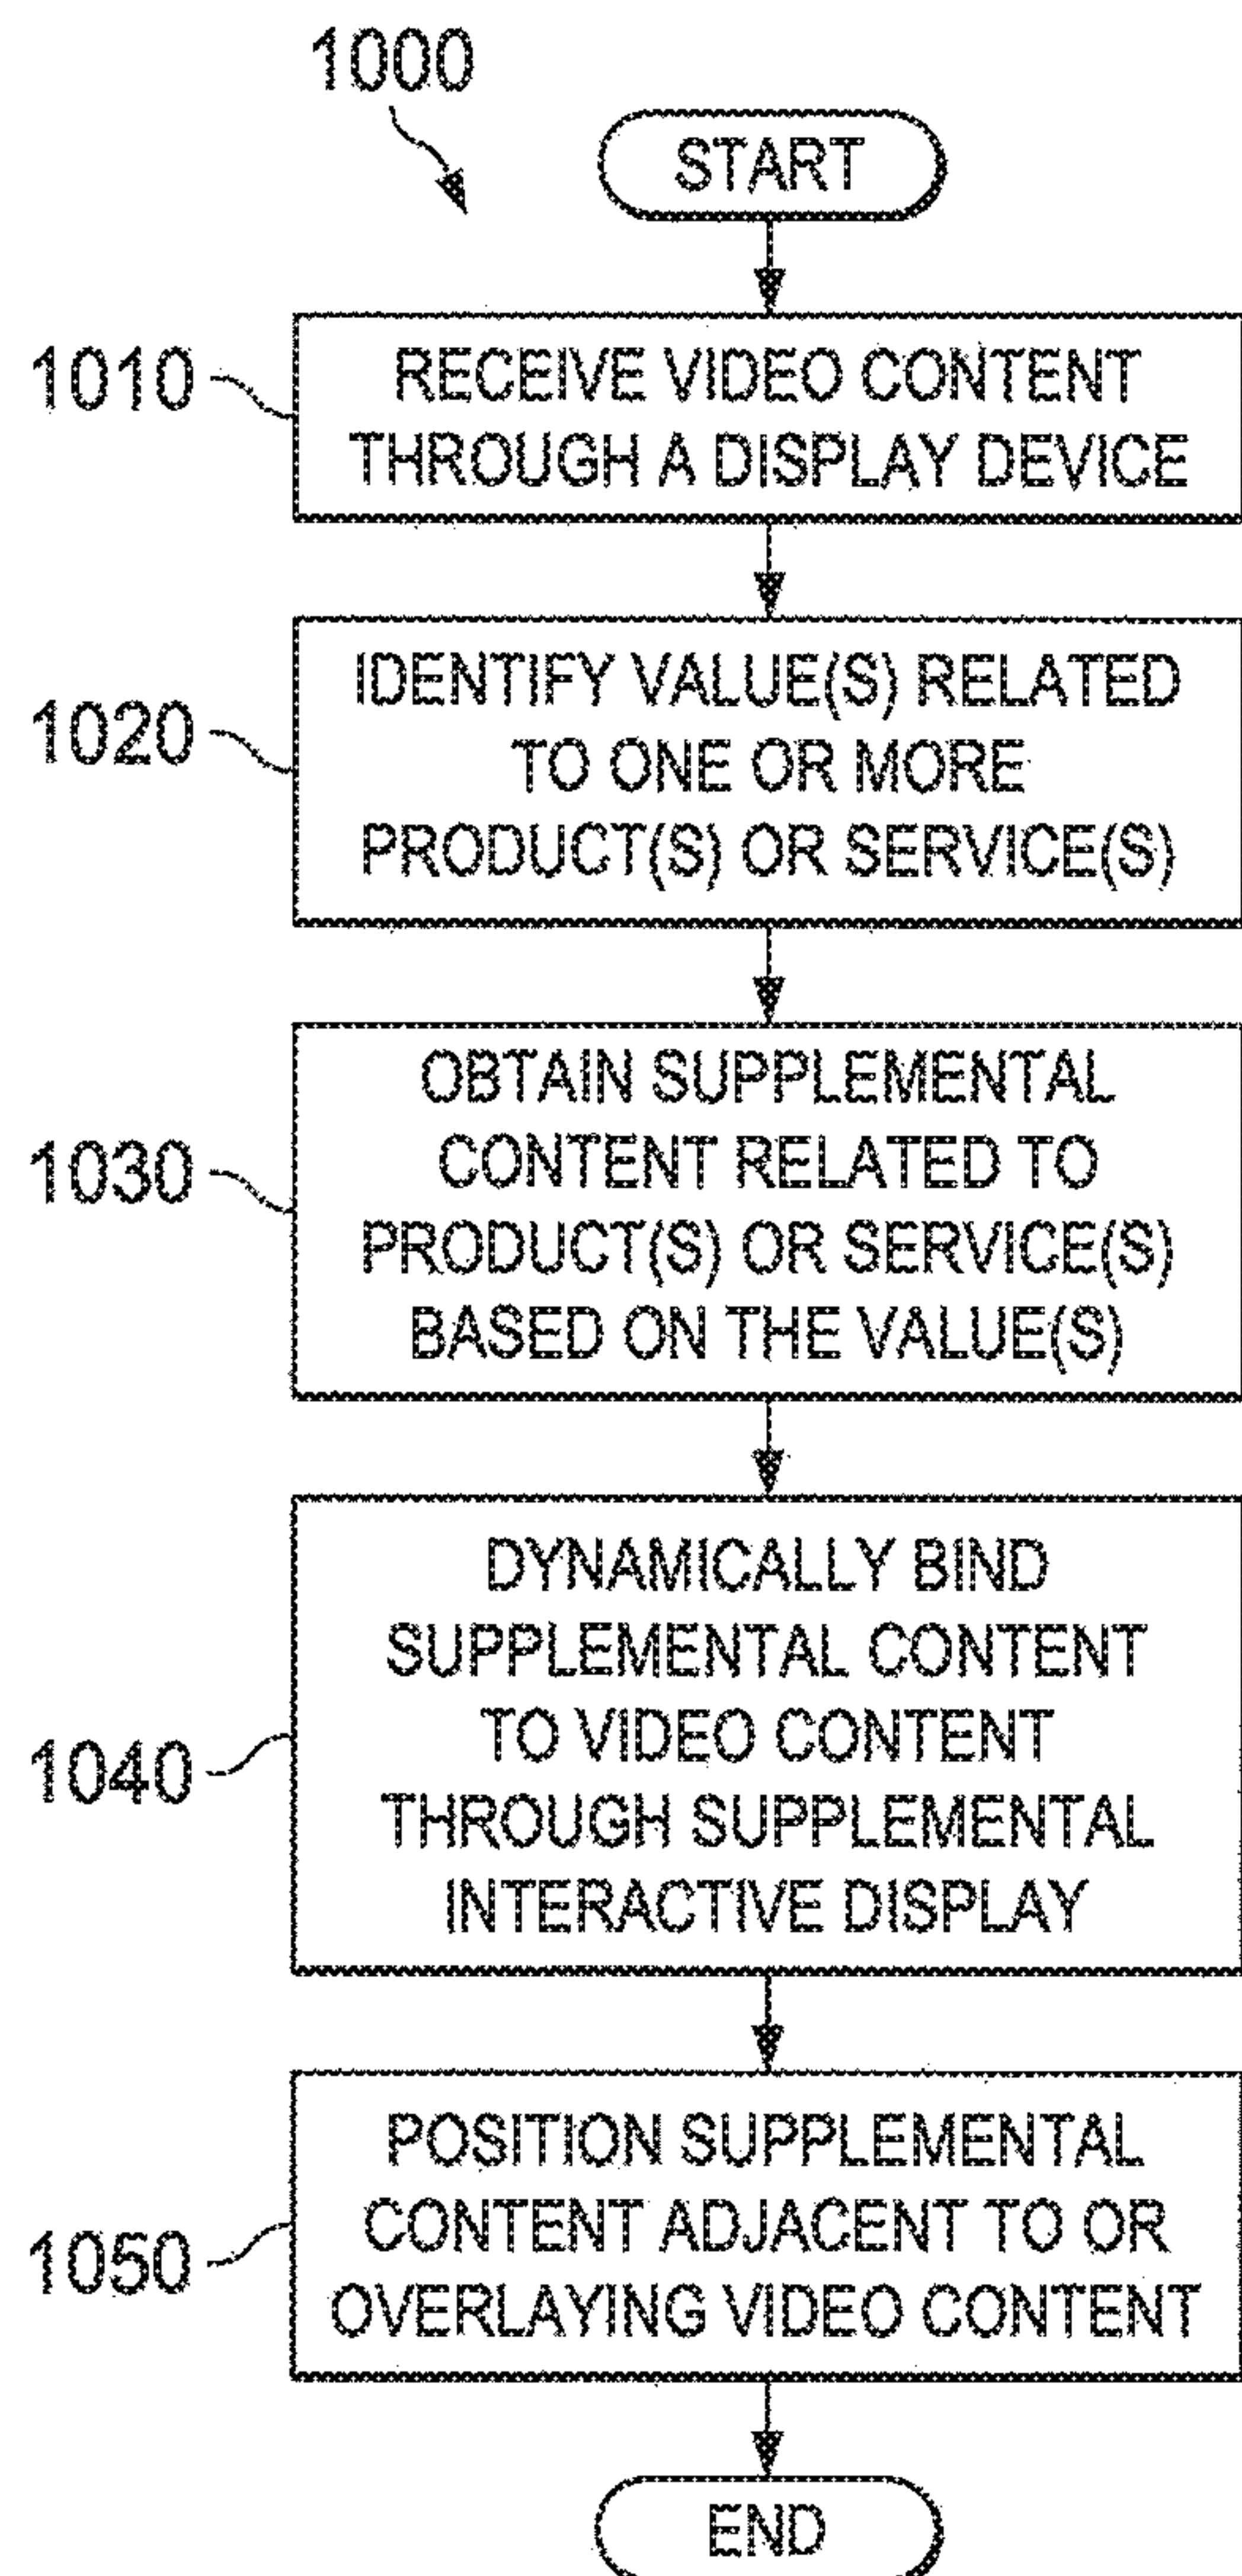 1000
START
1010
RECEIVE VIDEO CONTENT
THROUGH A DISPLAY DEVICE
1020
IDENTIFY VALUE(S) RELATED
TO ONE OR MORE
PRODUCT(S) OR SERVICE(S)
1030
OBTAIN SUPPLEMENTAL
CONTENT RELATED TO
PRODUCT(S) OR SERVICE(S)
BASED ON THE VALUE(S)
1040
DYNAMICALLY BIND
SUPPLEMENTAL CONTENT
TO VIDEO CONTENT
THROUGH SUPPLEMENTAL
INTERACTIVE DISPLAY
1050
POSITION SUPPLEMENTAL
CONTENT ADJACENT TO OR
OVERLAYING VIDEO CONTENT
END